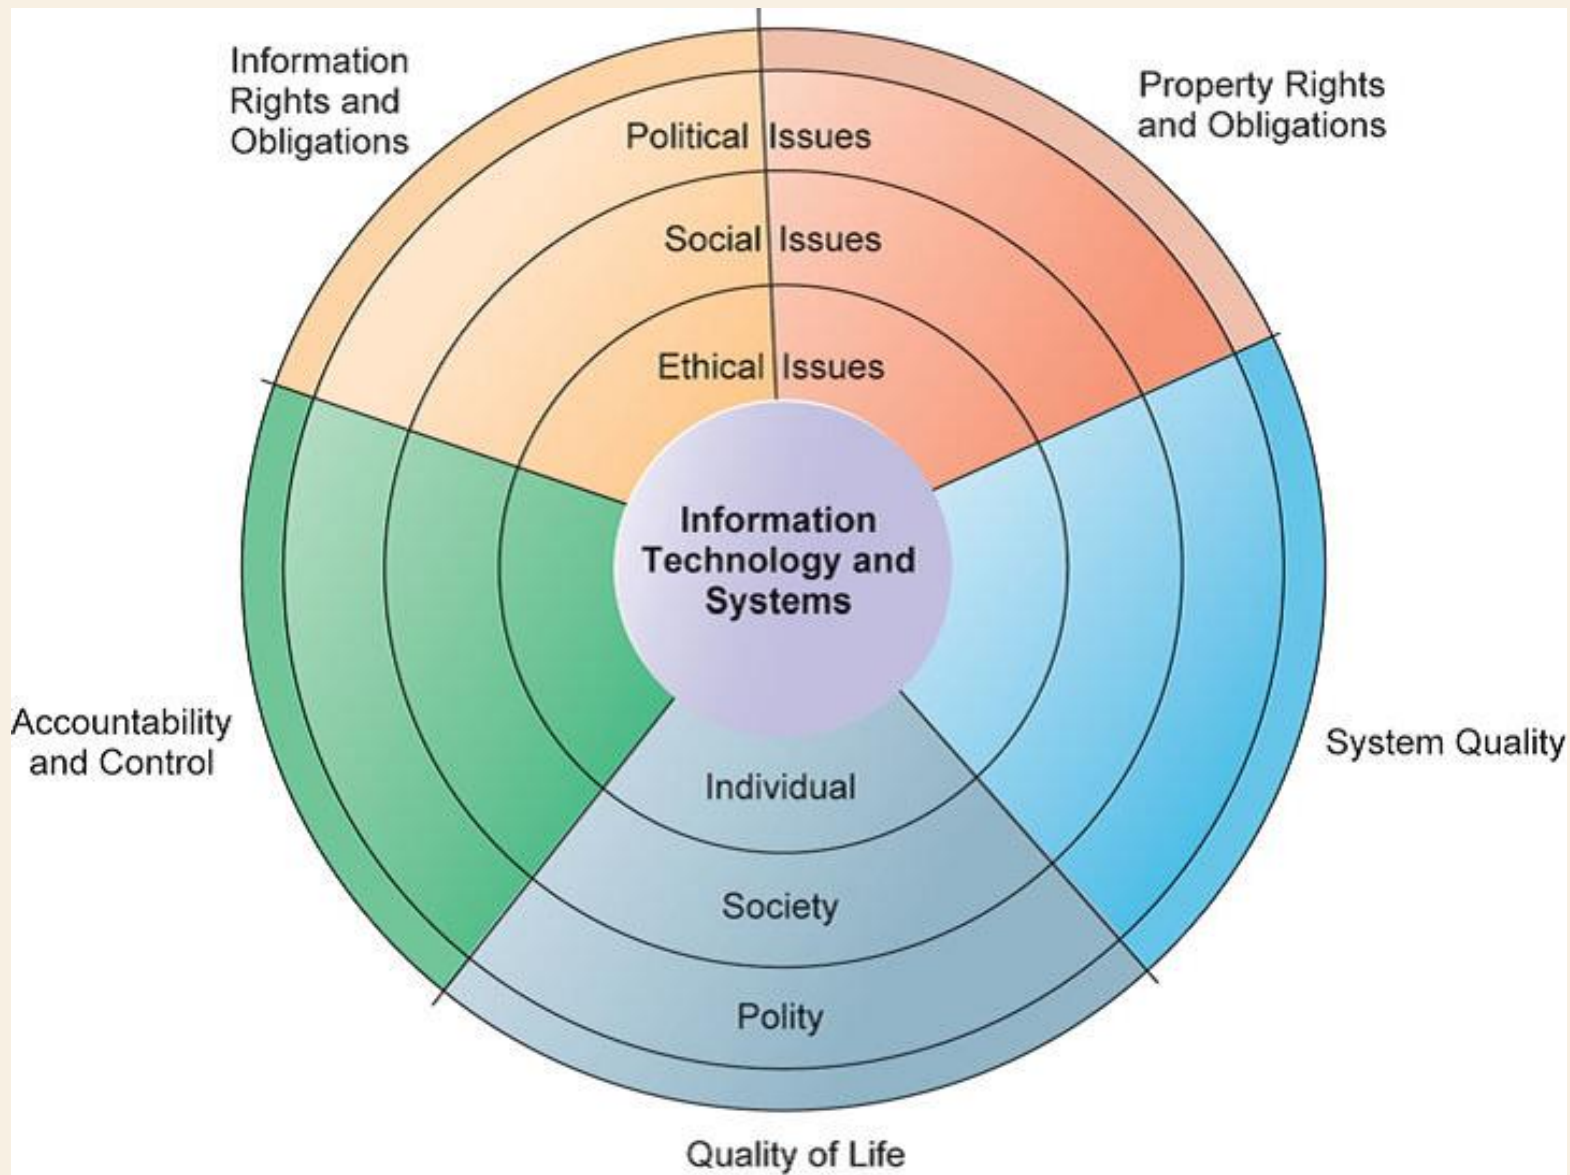 Information
Rights and
Obligations
Property Rights
and Obligations
Political Issues
Social Issues
Ethical Issues
Information
Technology and
Systems
Accountability
and Control
System Quality
Individual
Society
Polity
Quality of Life